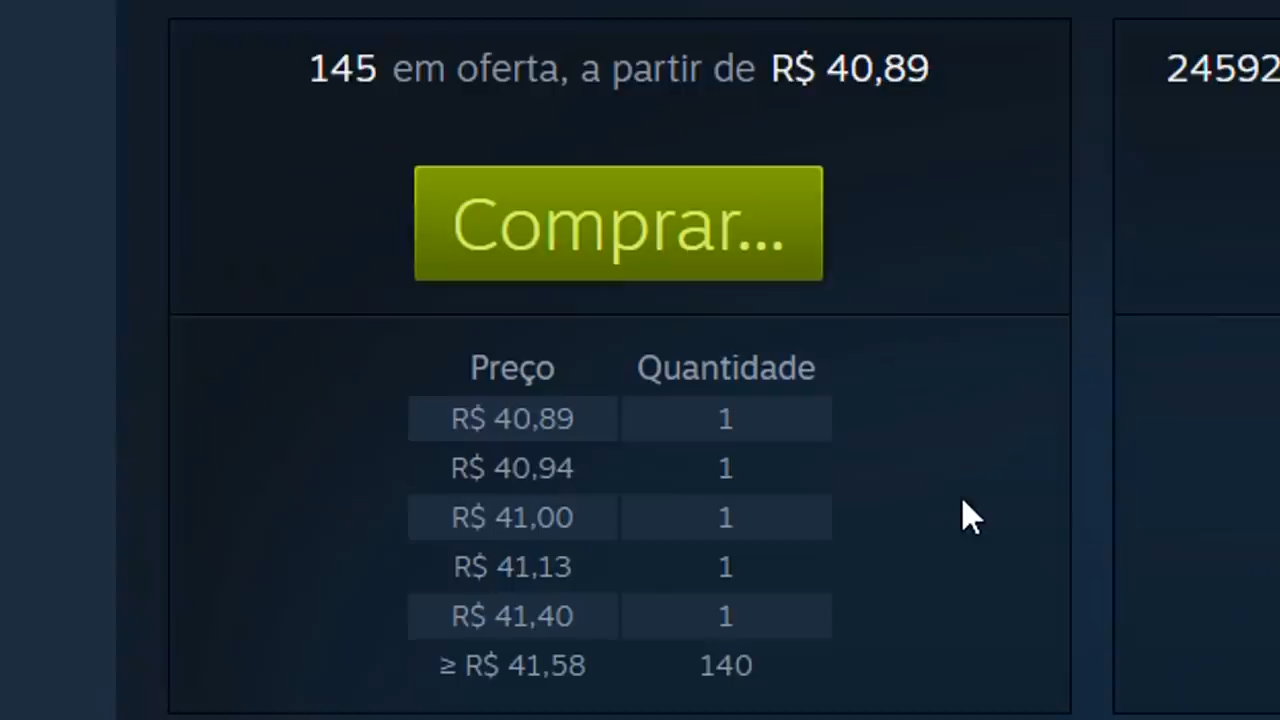 145 em oferta, a partir de R$ 40,89
24592
Comprar...
Preço Quantidade
R$ 40,89 1
R$ 40,94 1
R$ 41,00 1
R$ 41,13 1
R$ 41,40 1
≥ R$ 41,58 140